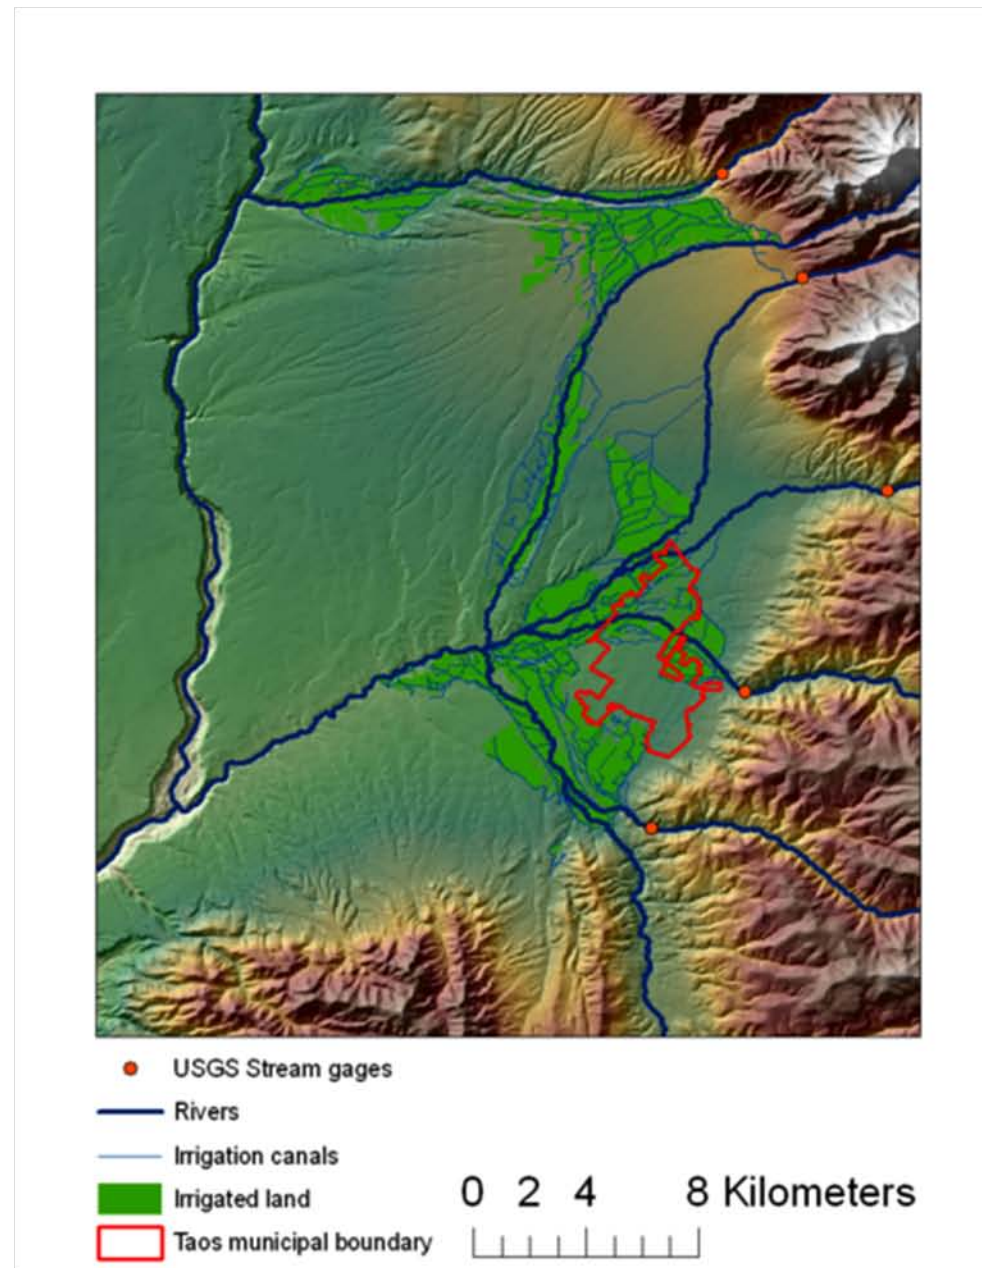 USGS Stream gages
Rivers
Irrigation canals
Irrigated land
0 2 4 8 Kilometers
Taos municipal boundary